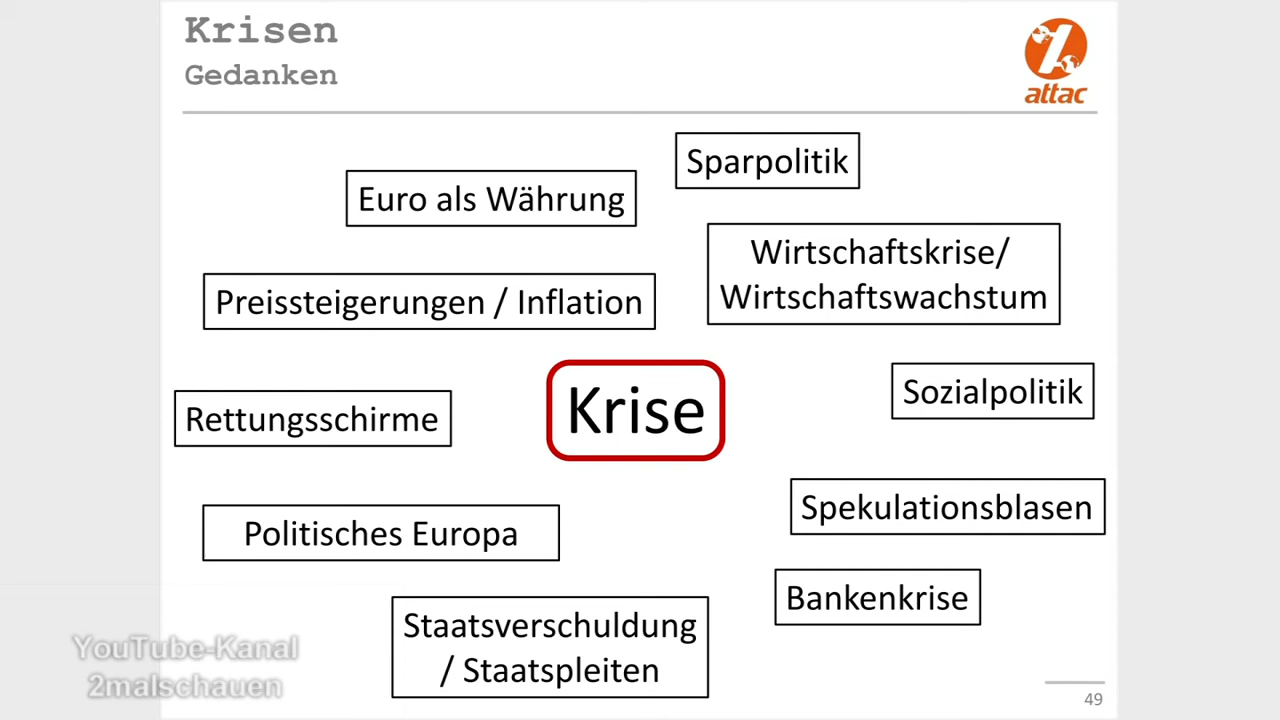 Krisen
Gedanken
attac
Sparpolitik
Euro als Währung
Wirtschaftskrise/
Wirtschaftswachstum
Preissteigerungen / Inflation
Krise
Sozialpolitik
Rettungsschirme
Spekulationsblasen
Politisches Europa
Bankenkrise
Staatsverschuldung
/ Staatspleiten
YouTube-Kanal
2malschauen
49